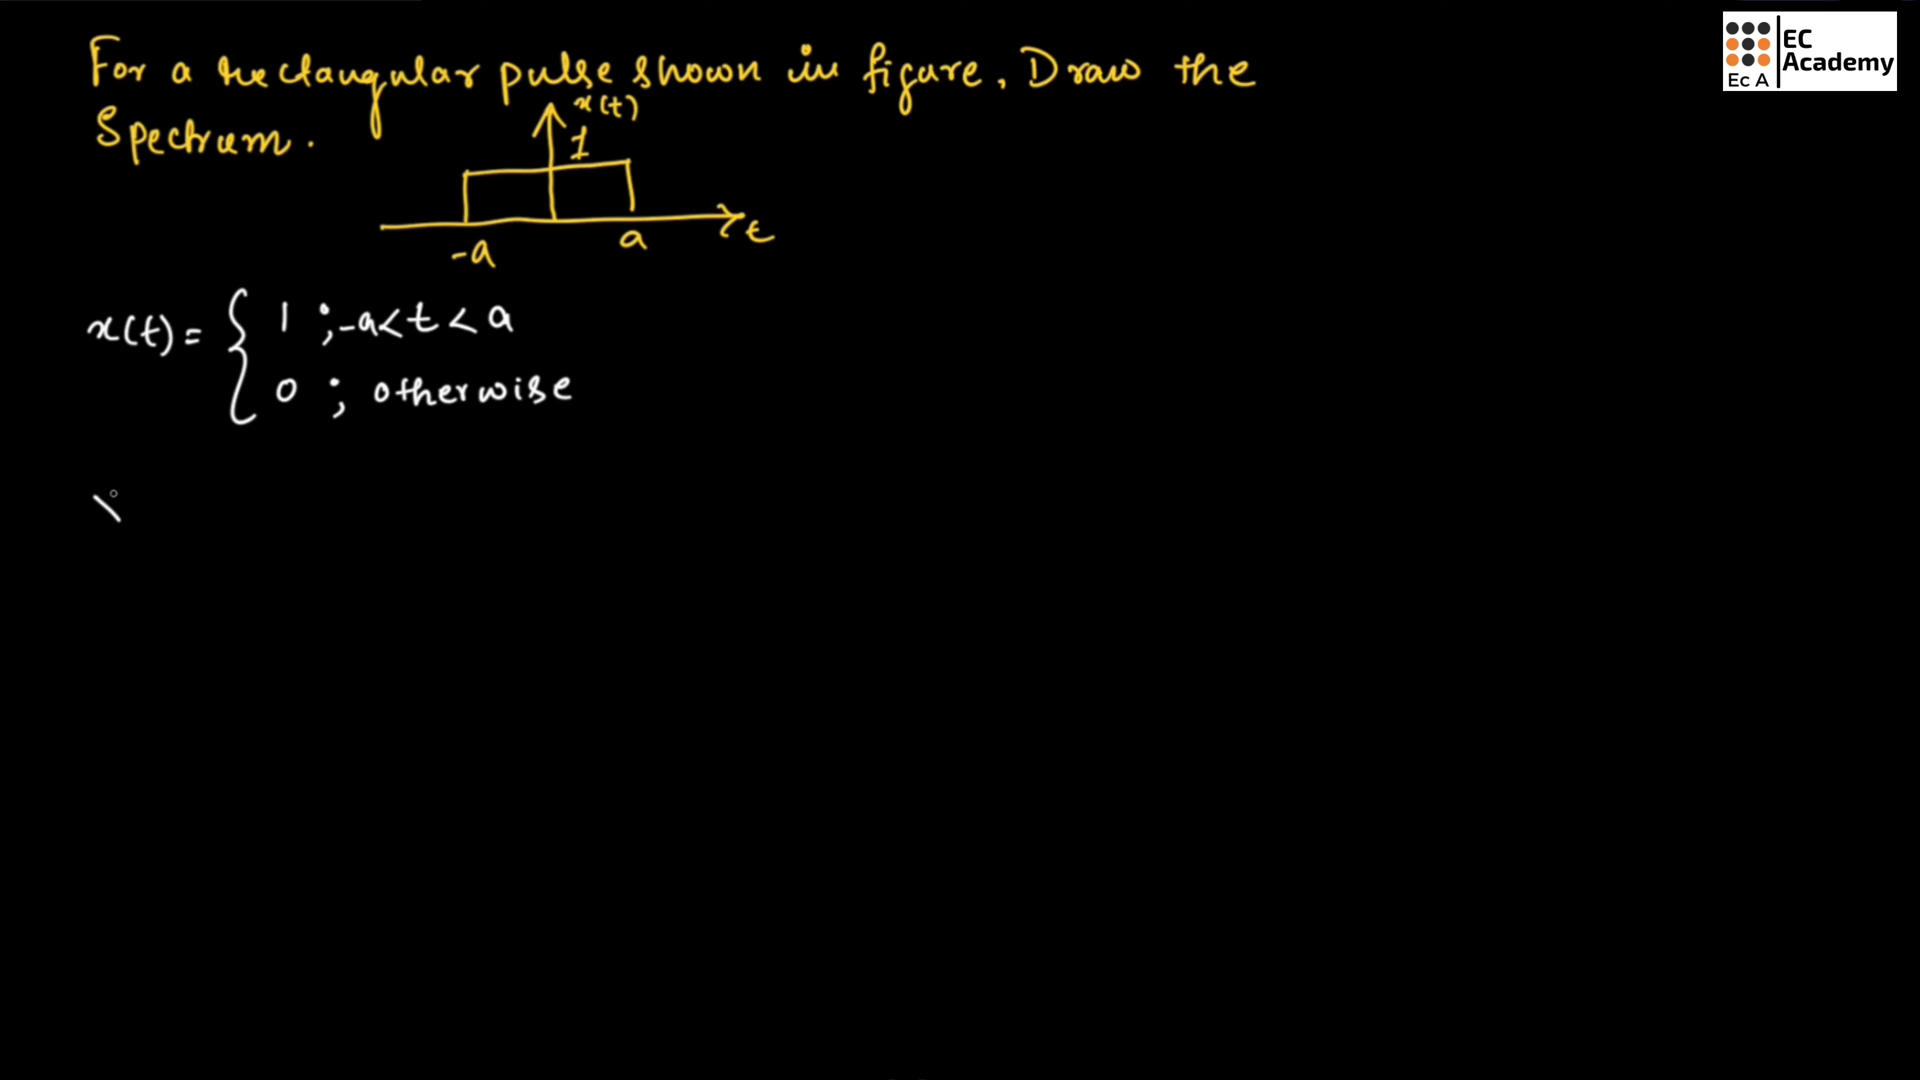 For a rectangular pulse shown in figure, Draw the
Spectrum.
x(t)
1
-a
a
t
x(t) = { 1 ; -a < t < a
0 ; otherwise
EC
Academy
Ec A